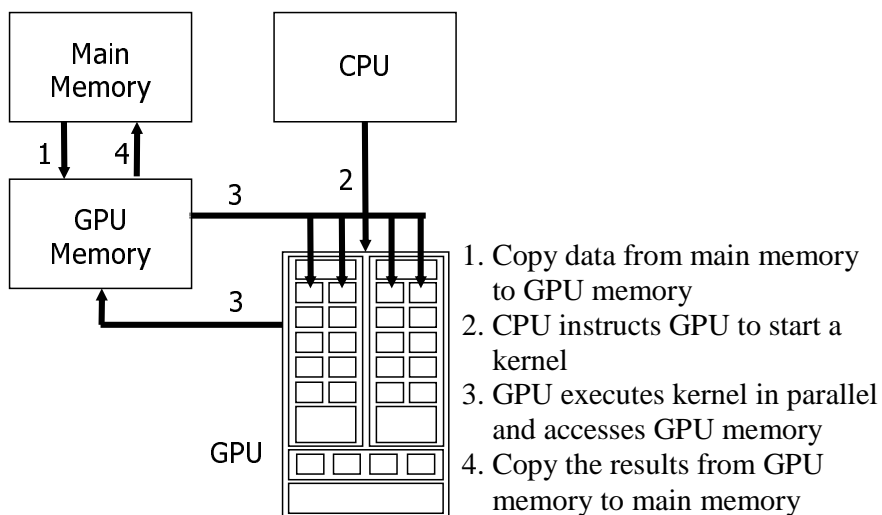 Main
Memory
CPU
1
4
2
GPU
Memory
3
3
GPU
1. Copy data from main memory
to GPU memory
2. CPU instructs GPU to start a
kernel
3. GPU executes kernel in parallel
and accesses GPU memory
4. Copy the results from GPU
memory to main memory